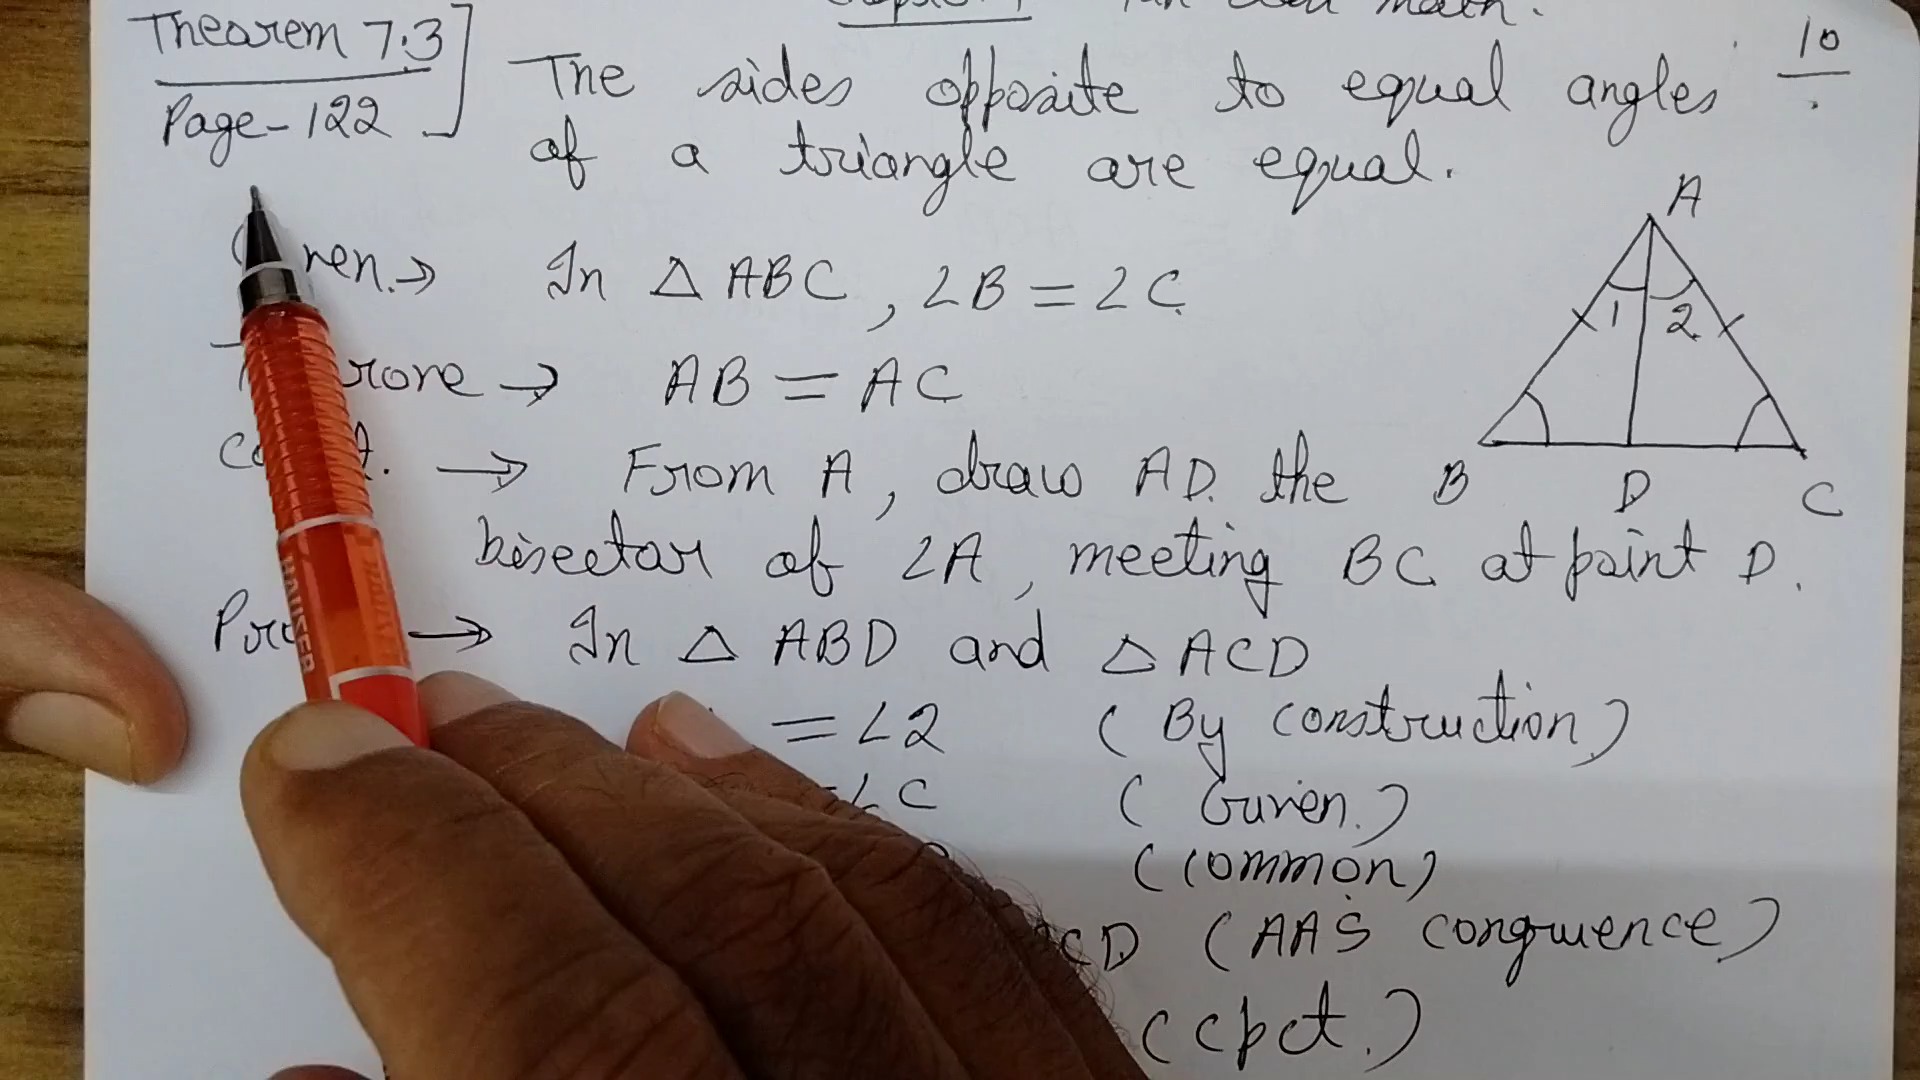 Theorem 7.3
Page-122
The sides opposite to equal angles
of a triangle are equal.
10
In △ ABC, ∠B = ∠C
→ AB = AC
→ From A, draw AD. the
bisector of ∠A, meeting BC at point D.
→ In △ ABD and △ ACD
= ∠2 (By construction)
∠C (Given.)
(common)
CD (AAS congruence)
(cpct.)
A
1 2
B D C
HAUSER